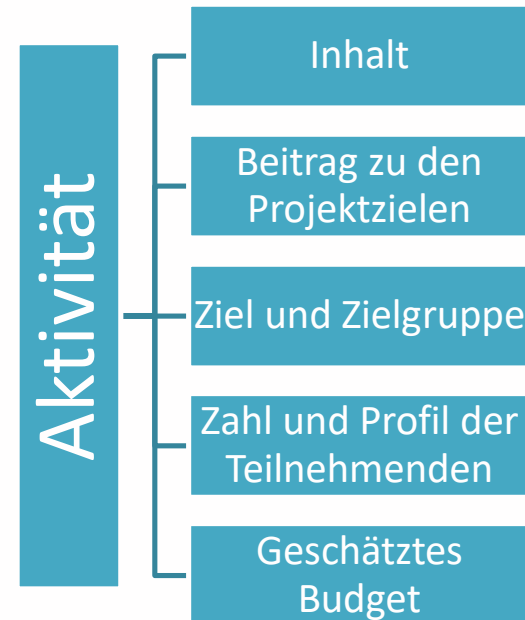 Aktivität
Inhalt
Beitrag zu den
Projektzielen
Ziel und Zielgruppe
Zahl und Profil der
Teilnehmenden
Geschätztes
Budget